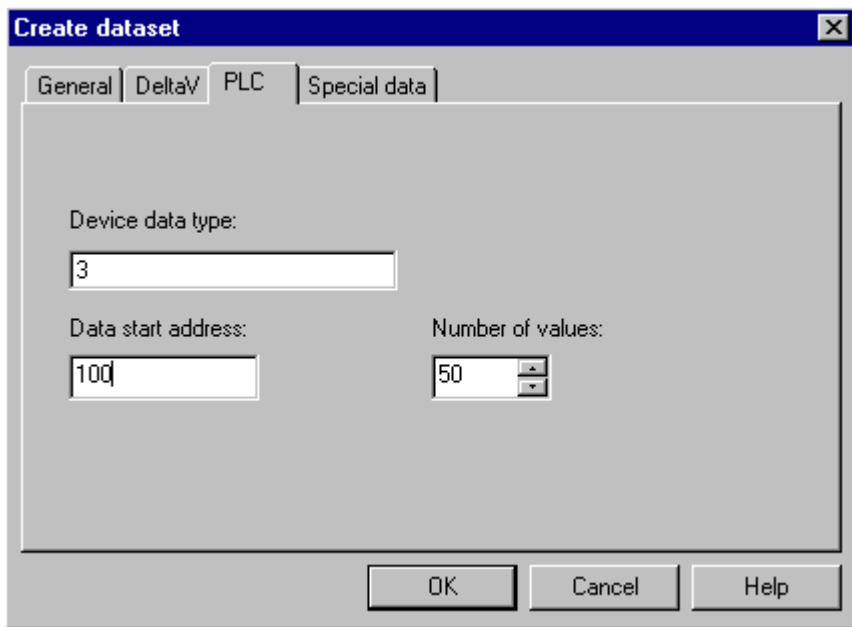 Create dataset
General DeltaV PLC Special data
Device data type:
3
Data start address: Number of values:
100 50
OK Cancel Help